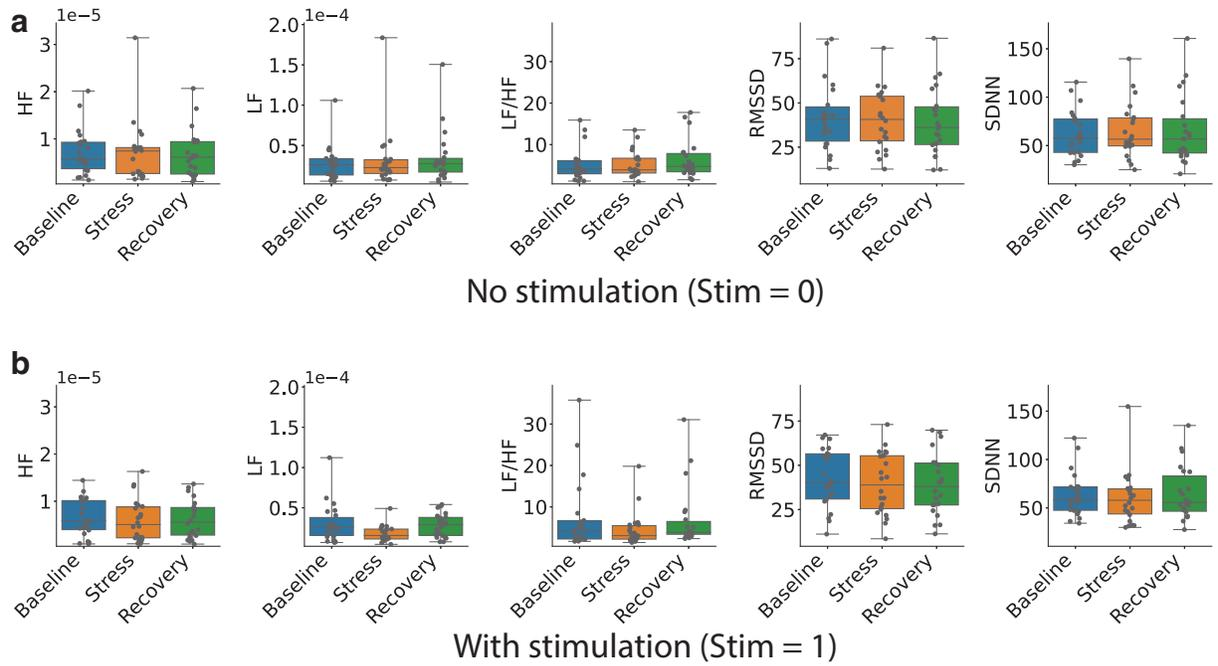 a
1e−5
HF
3
1
Baseline
Stress
Recovery
1e−4
LF
2.0
1.5
1.0
0.5
Baseline
Stress
Recovery
LF/HF
30
20
10
Baseline
Stress
Recovery
RMSSD
75
50
25
Baseline
Stress
Recovery
SDNN
150
100
50
Baseline
Stress
Recovery
No stimulation (Stim = 0)
b
1e−5
HF
3
1
Baseline
Stress
Recovery
1e−4
LF
2.0
1.5
1.0
0.5
Baseline
Stress
Recovery
LF/HF
30
20
10
Baseline
Stress
Recovery
RMSSD
75
50
25
Baseline
Stress
Recovery
SDNN
150
100
50
Baseline
Stress
Recovery
With stimulation (Stim = 1)